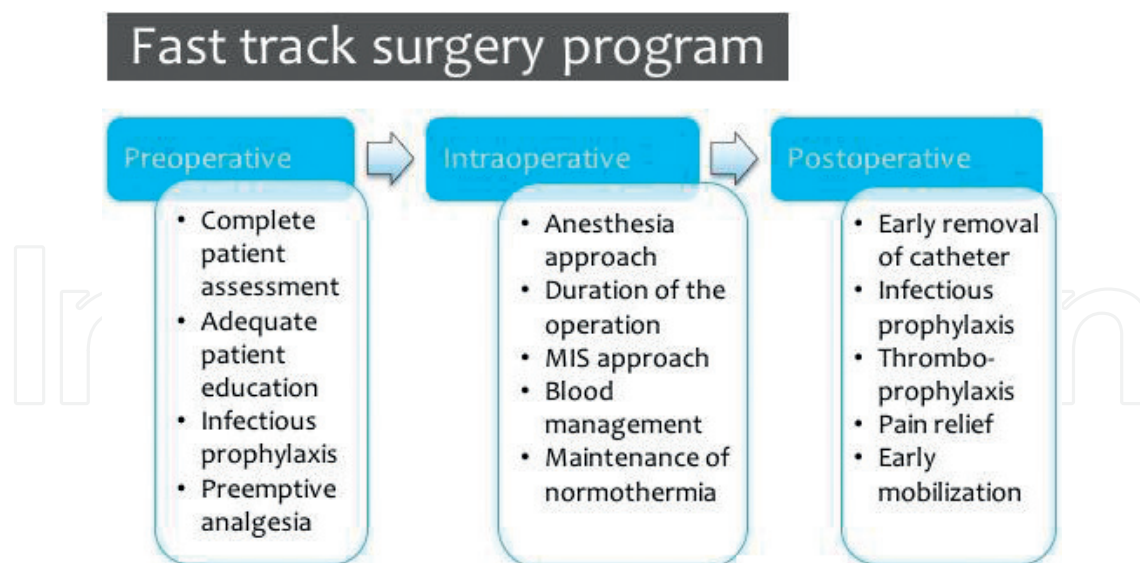 Fast track surgery program
Preoperative
• Complete
patient
assessment
• Adequate
patient
education
• Infectious
prophylaxis
• Preemptive
analgesia
Intraoperative
• Anesthesia
approach
• Duration of the
operation
• MIS approach
• Blood
management
• Maintenance of
normothermia
Postoperative
• Early removal
of catheter
• Infectious
prophylaxis
• Thrombo-
prophylaxis
• Pain relief
• Early
mobilization